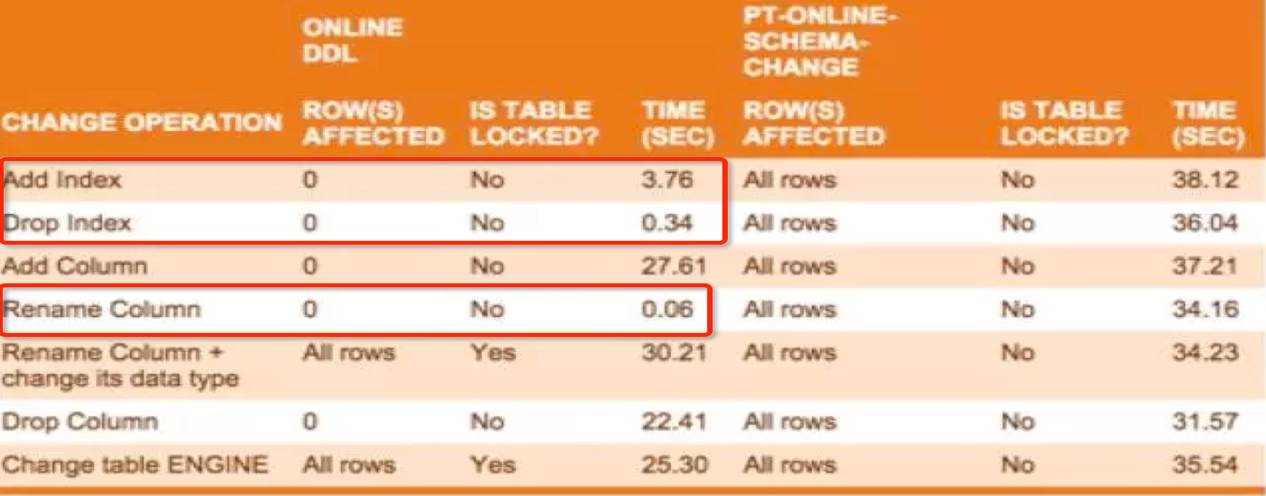 ONLINE DDL PT-ONLINE-SCHEMA-CHANGE
CHANGE OPERATION ROW(S) AFFECTED IS TABLE LOCKED? TIME (SEC) ROW(S) AFFECTED IS TABLE LOCKED? TIME (SEC)
Add Index 0 No 3.76 All rows No 38.12
Drop Index 0 No 0.34 All rows No 36.04
Add Column 0 No 27.61 All rows No 37.21
Rename Column 0 No 0.06 All rows No 34.16
Rename Column + change its data type All rows Yes 30.21 All rows No 34.23
Drop Column 0 No 22.41 All rows No 31.57
Change table ENGINE All rows Yes 25.30 All rows No 35.54